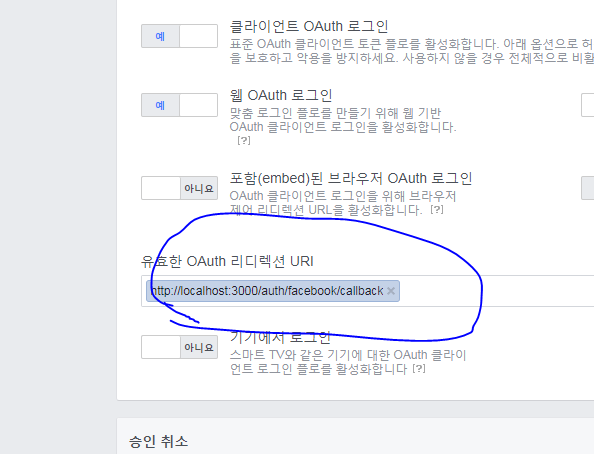 예
클라이언트 OAuth 로그인
표준 OAuth 클라이언트 토큰 플로를 활성화합니다. 아래 옵션으로 허
을 보호하고 악용을 방지하세요. 사용하지 않을 경우 전체적으로 비활
예
웹 OAuth 로그인
맞춤 로그인 플로를 만들기 위해 웹 기반
OAuth 클라이언트 로그인을 활성화합니다.
[?]
아니요
포함(embed)된 브라우저 OAuth 로그인
OAuth 클라이언트 로그인을 위해 브라우저
제어 리디렉션 URL을 활성화합니다. [?]
유효한 OAuth 리디렉션 URI
http://localhost:3000/auth/facebook/callback ×
아니요
기기에서 로그인
스마트 TV와 같은 기기에 대한 OAuth 클라이
언트 로그인 플로를 활성화합니다 [?]
승인 취소